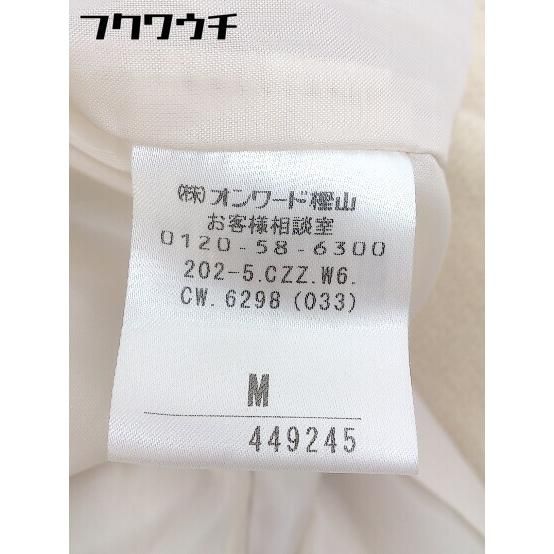 フクワウチ
㈱オンワード樫山
お客様相談室
0120-58-6300
202-5.CZZ.W6.
CW.6298(033)
M
449245